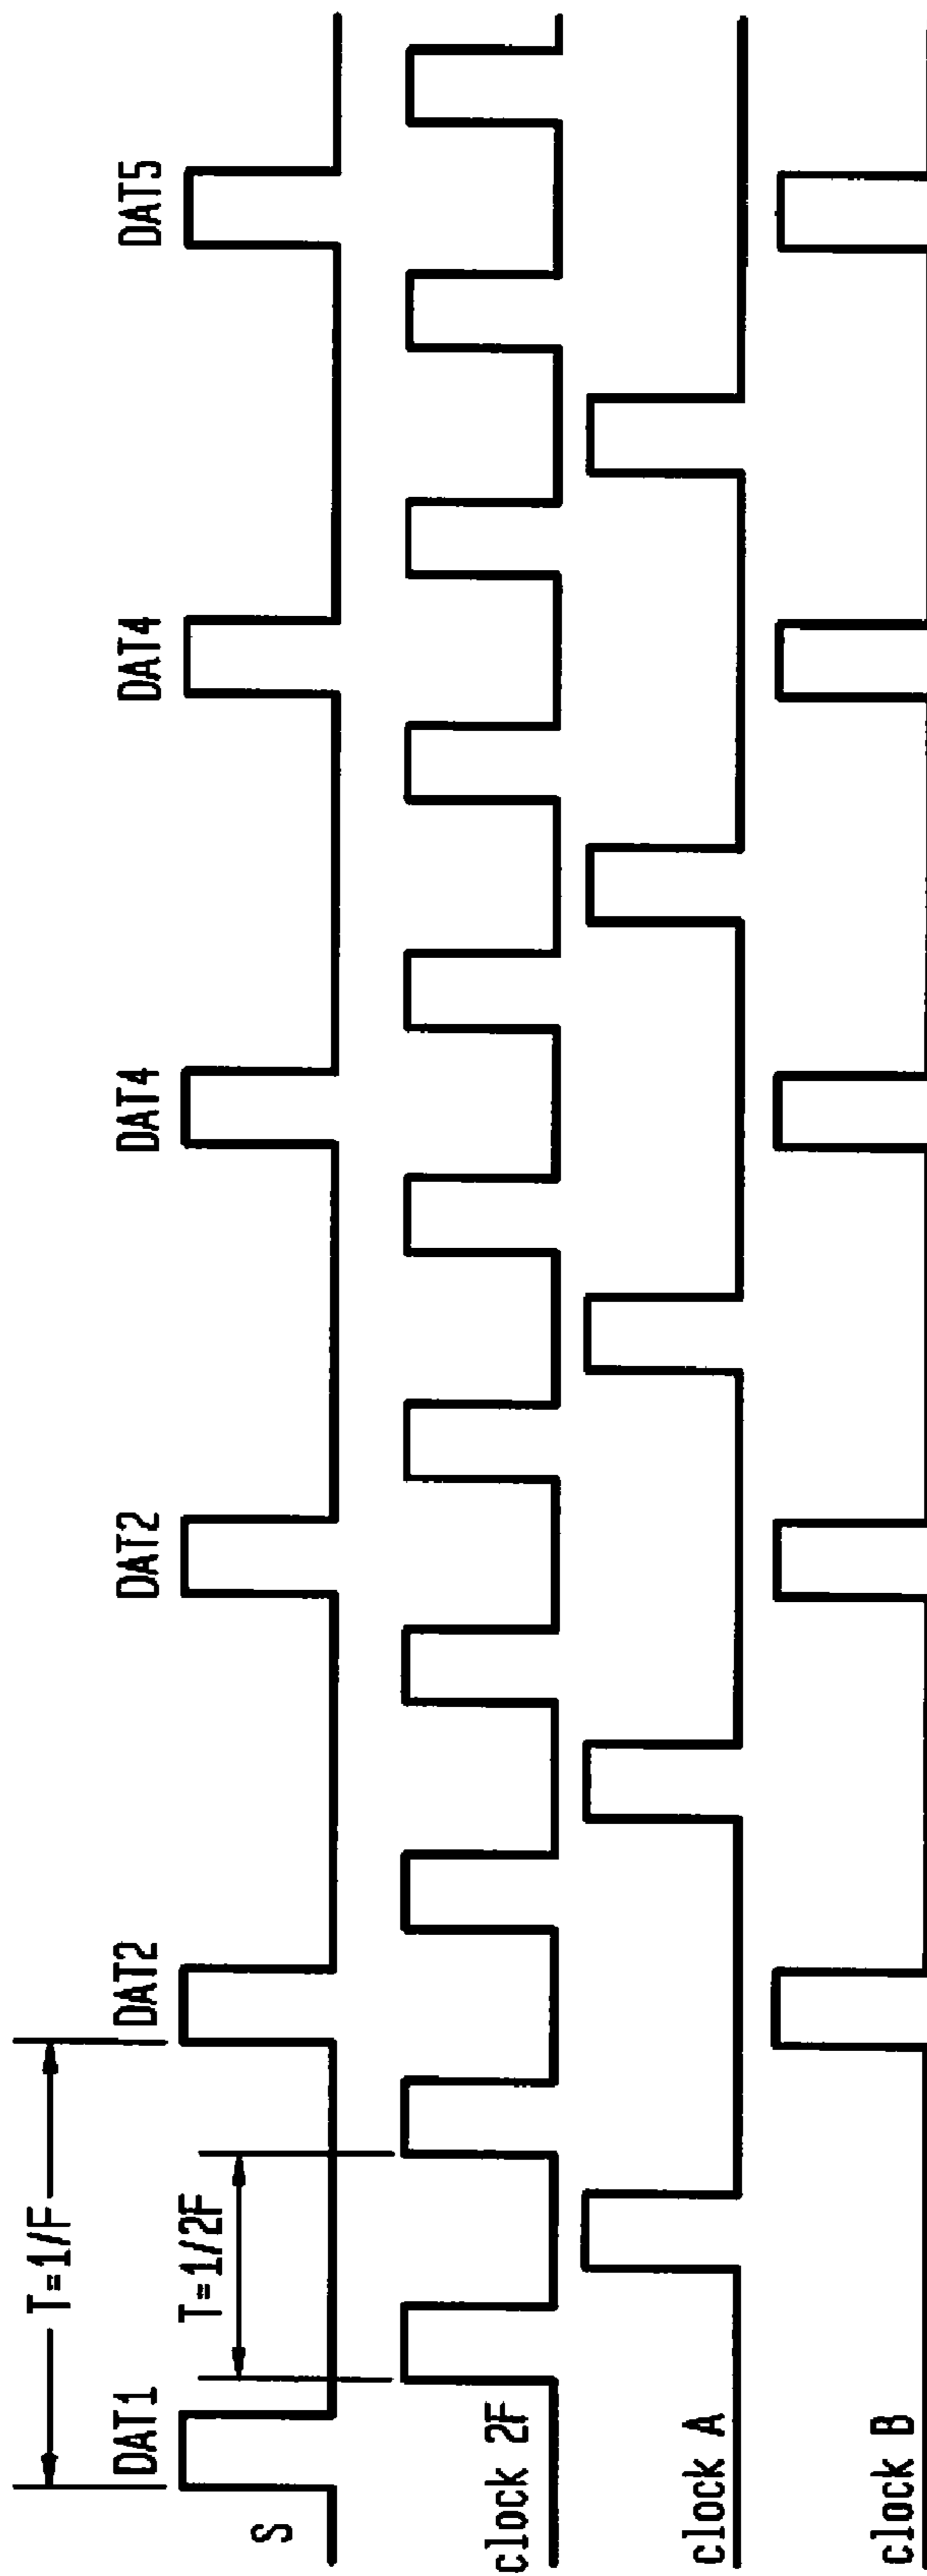 T=1/F
DAT1 DAT2 DAT2 DAT4 DAT4 DAT5
T=1/2F
S
clock 2F
clock A
clock B